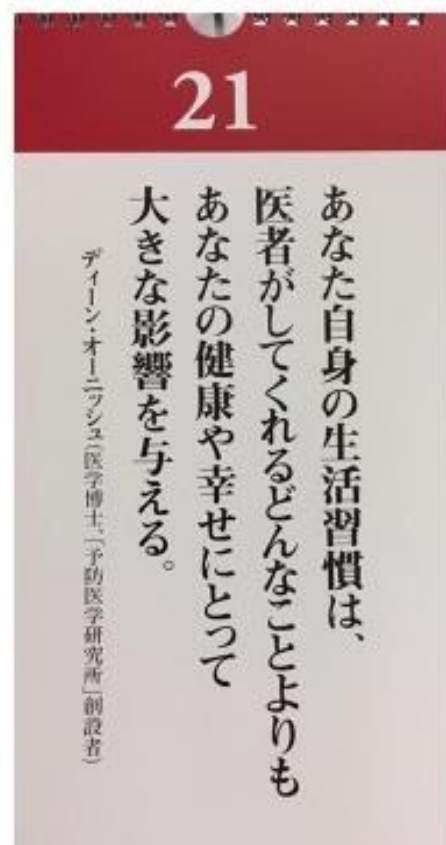 21
あなた自身の生活習慣は、
医者がしてくれるどんなことよりも
あなたの健康や幸せにとって
大きな影響を与える。
ディーン・オーニッシュ（医学博士、「予防医学研究所」創設者）